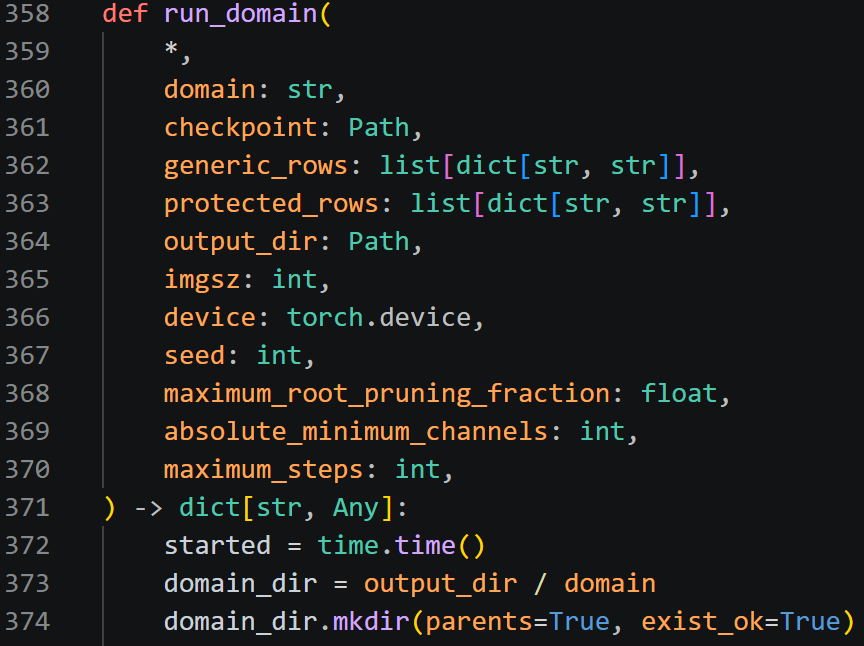 358 def run_domain(
359     *,
360     domain: str,
361     checkpoint: Path,
362     generic_rows: list[dict[str, str]],
363     protected_rows: list[dict[str, str]],
364     output_dir: Path,
365     imgsz: int,
366     device: torch.device,
367     seed: int,
368     maximum_root_pruning_fraction: float,
369     absolute_minimum_channels: int,
370     maximum_steps: int,
371 ) -> dict[str, Any]:
372     started = time.time()
373     domain_dir = output_dir / domain
374     domain_dir.mkdir(parents=True, exist_ok=True)